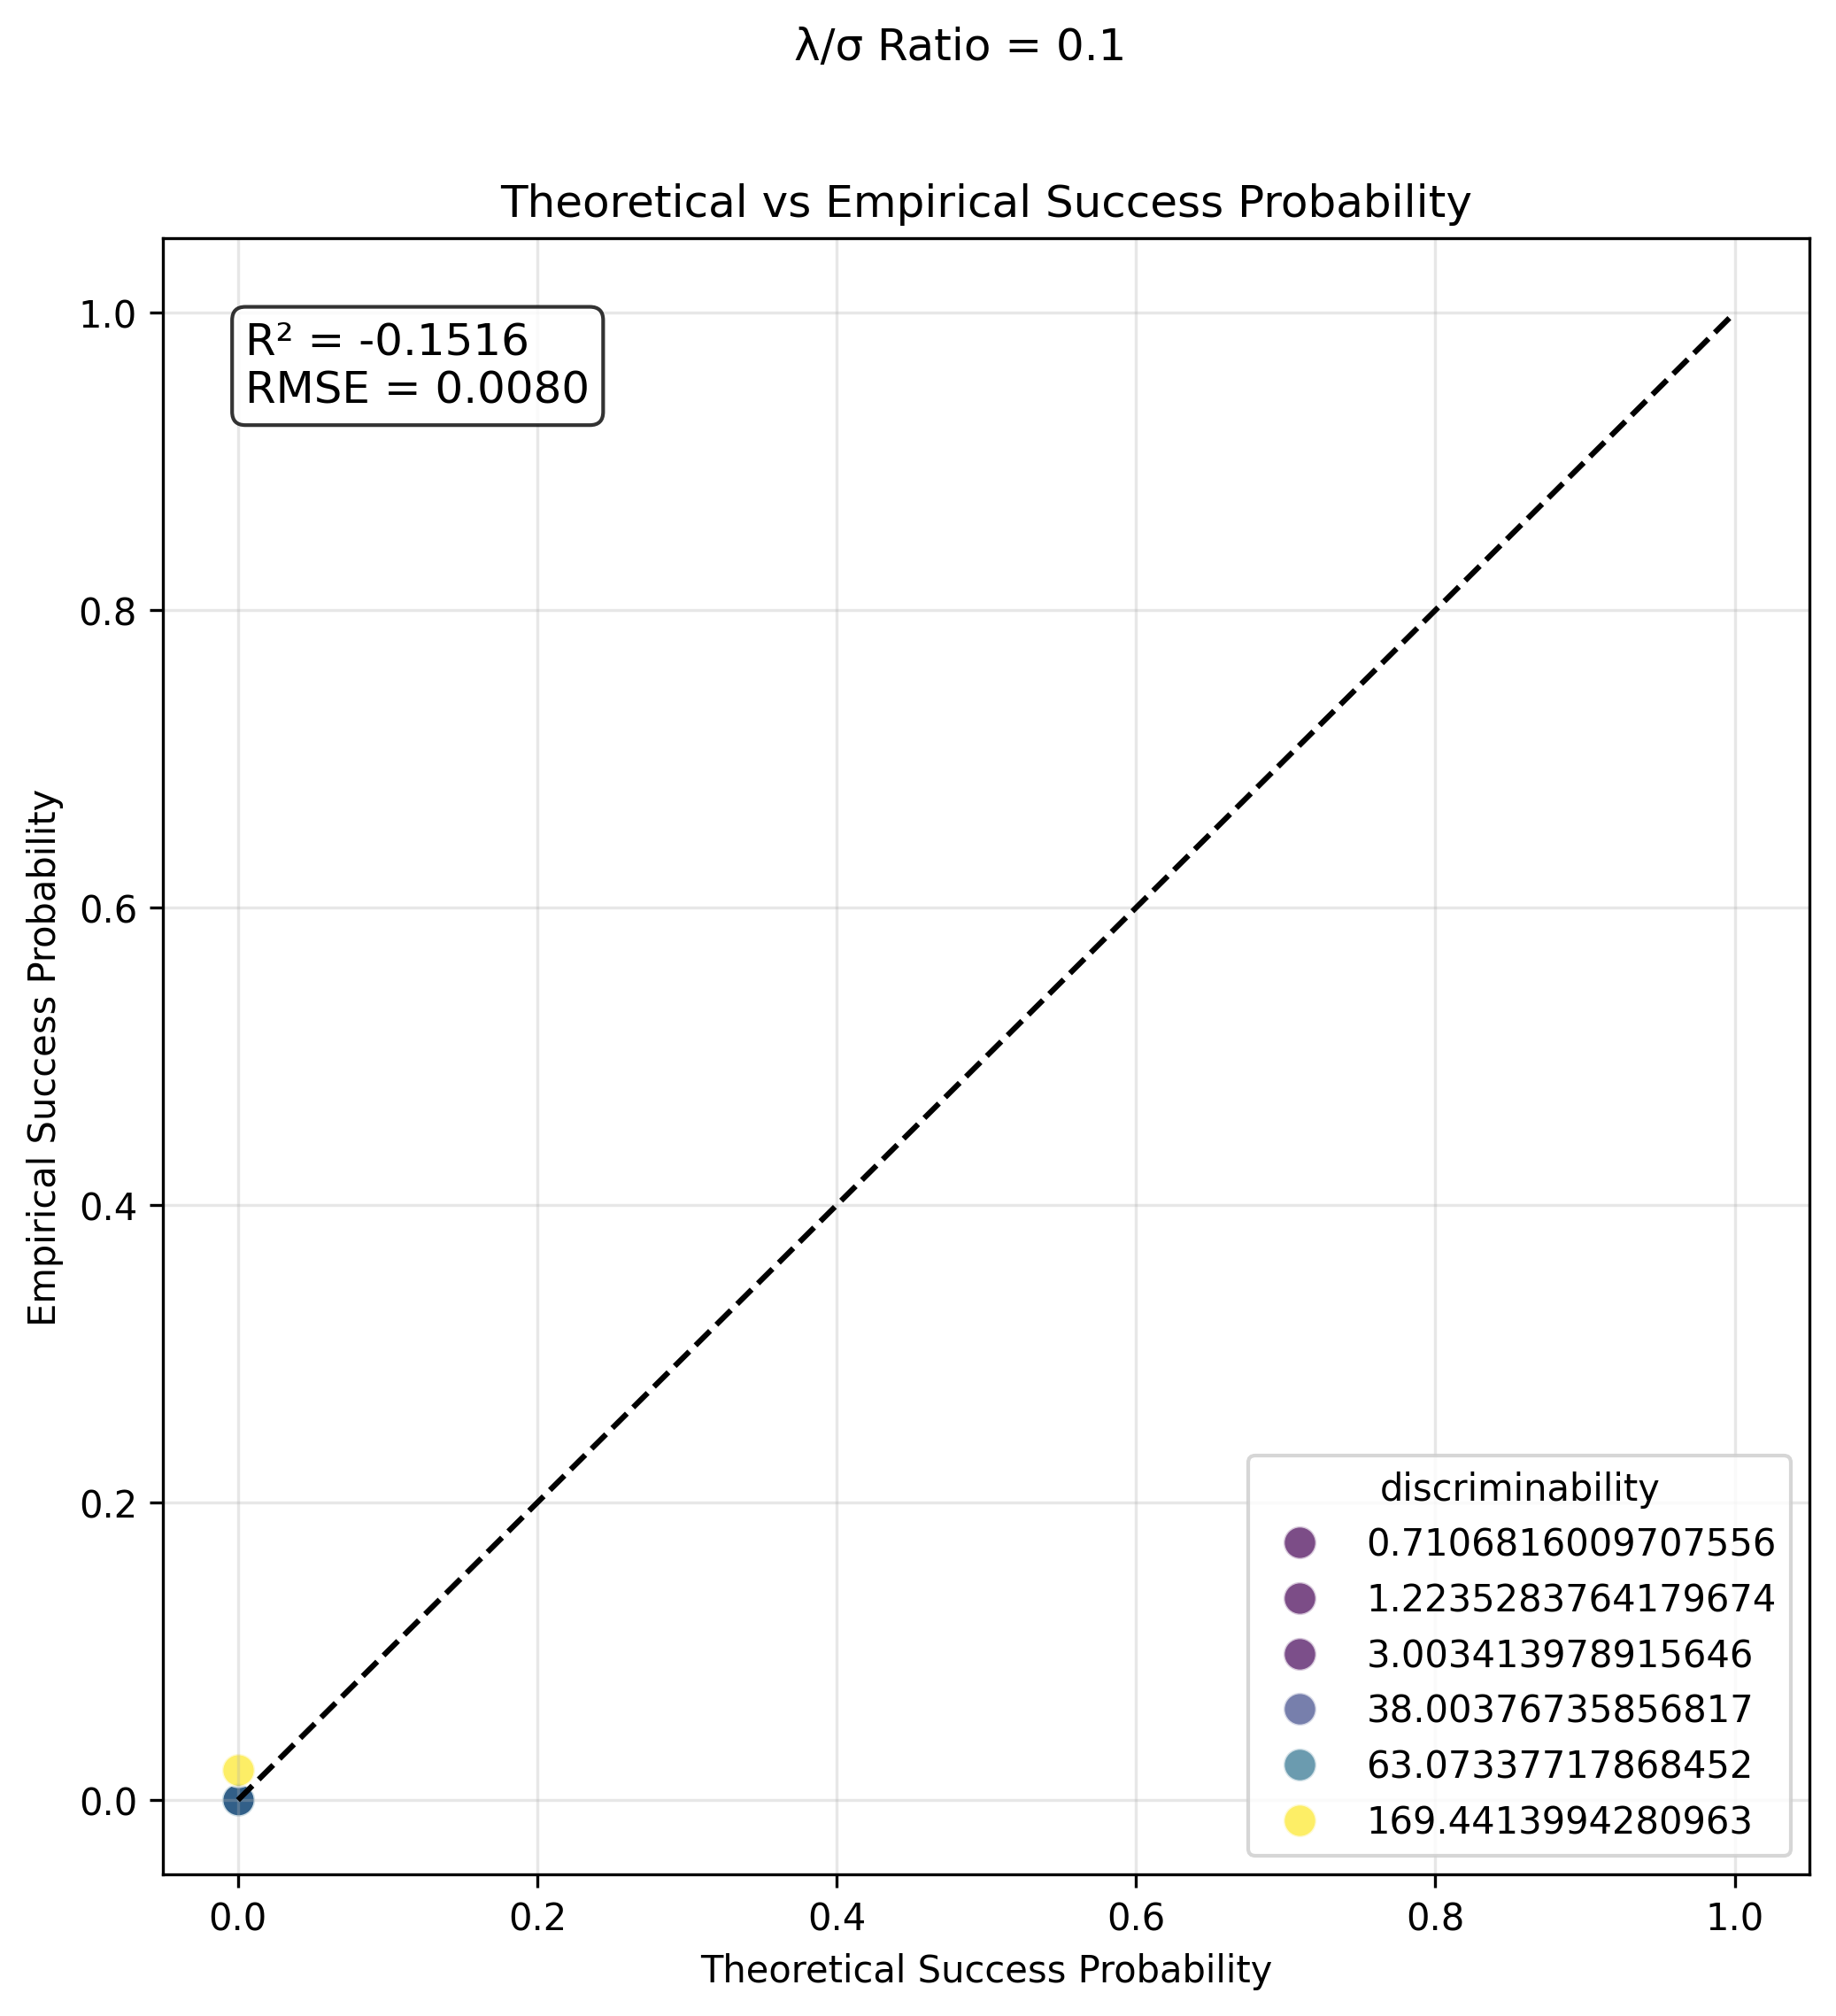 λ/σ Ratio = 0.1
Theoretical vs Empirical Success Probability
R² = -0.1516
RMSE = 0.0080
1.0
0.8
0.6
0.4
0.2
0.0
Empirical Success Probability
discriminability
0.7106816009707556
1.2235283764179674
3.003413978915646
38.00376735856817
63.07337717868452
169.4413994280963
0.0 0.2 0.4 0.6 0.8 1.0
Theoretical Success Probability